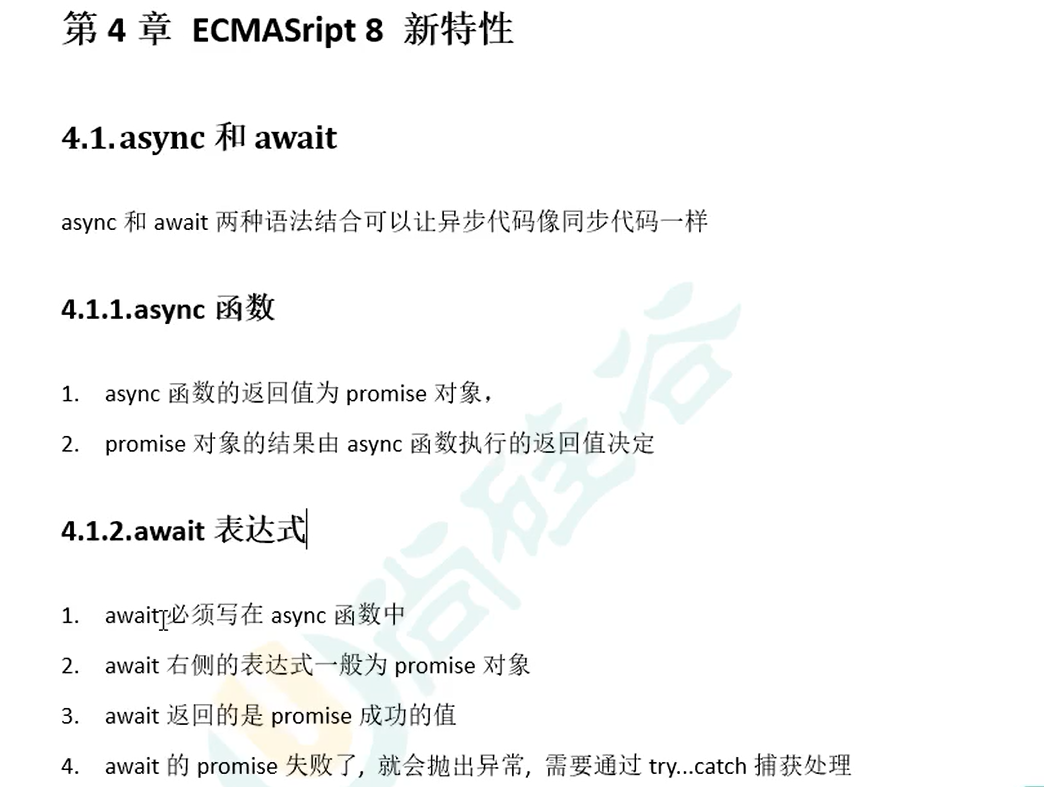 第 4 章 ECMASript 8 新特性
4.1.async 和 await
async 和 await 两种语法结合可以让异步代码像同步代码一样
4.1.1.async 函数
1. async 函数的返回值为 promise 对象，
2. promise 对象的结果由 async 函数执行的返回值决定
4.1.2.await 表达式
1. await 必须写在 async 函数中
2. await 右侧的表达式一般为 promise 对象
3. await 返回的是 promise 成功的值
4. await 的 promise 失败了, 就会抛出异常, 需要通过 try...catch 捕获处理
尚硅谷